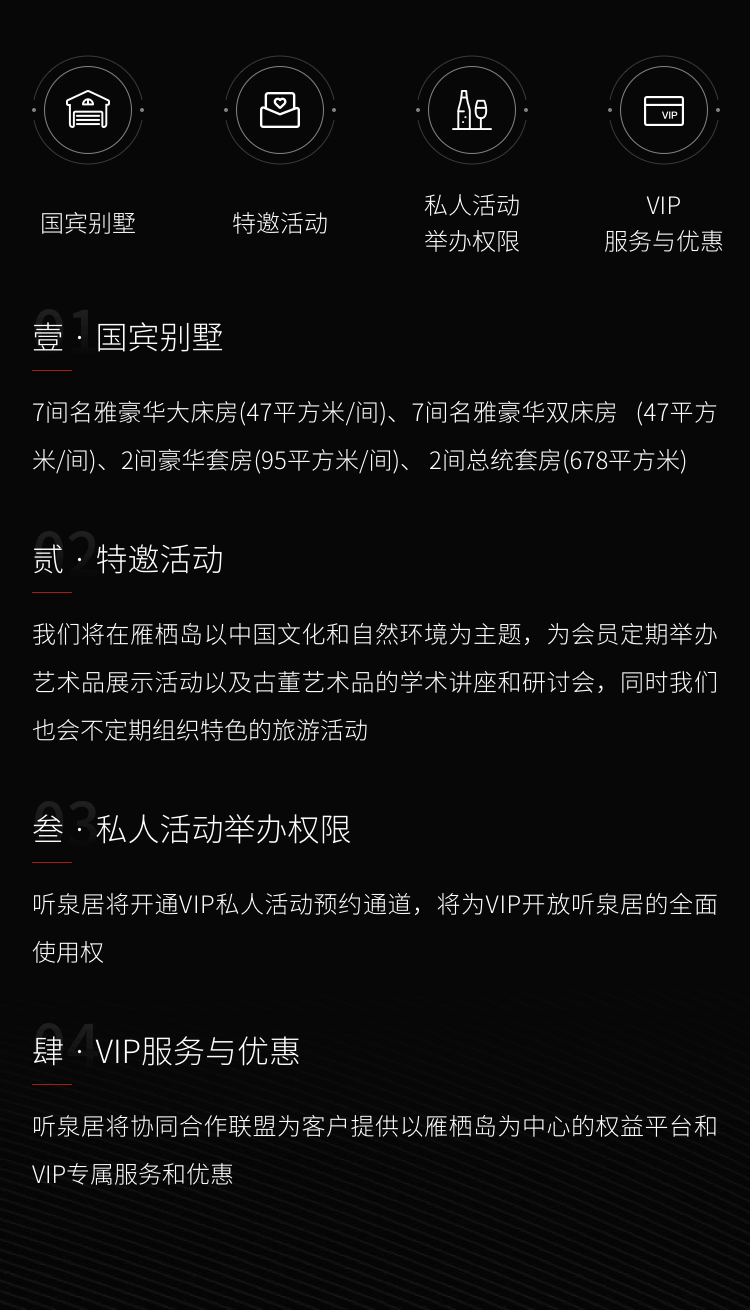 VIP
国宾别墅
特邀活动
私人活动
举办权限
VIP
服务与优惠
01
壹 · 国宾别墅
7间名雅豪华大床房(47平方米/间)、7间名雅豪华双床房 (47平方
米/间)、2间豪华套房(95平方米/间)、 2间总统套房(678平方米)
02
贰 · 特邀活动
我们将在雁栖岛以中国文化和自然环境为主题，为会员定期举办
艺术品展示活动以及古董艺术品的学术讲座和研讨会，同时我们
也会不定期组织特色的旅游活动
03
叁 · 私人活动举办权限
听泉居将开通VIP私人活动预约通道，将为VIP开放听泉居的全面
使用权
04
肆 · VIP服务与优惠
听泉居将协同合作联盟为客户提供以雁栖岛为中心的权益平台和
VIP专属服务和优惠